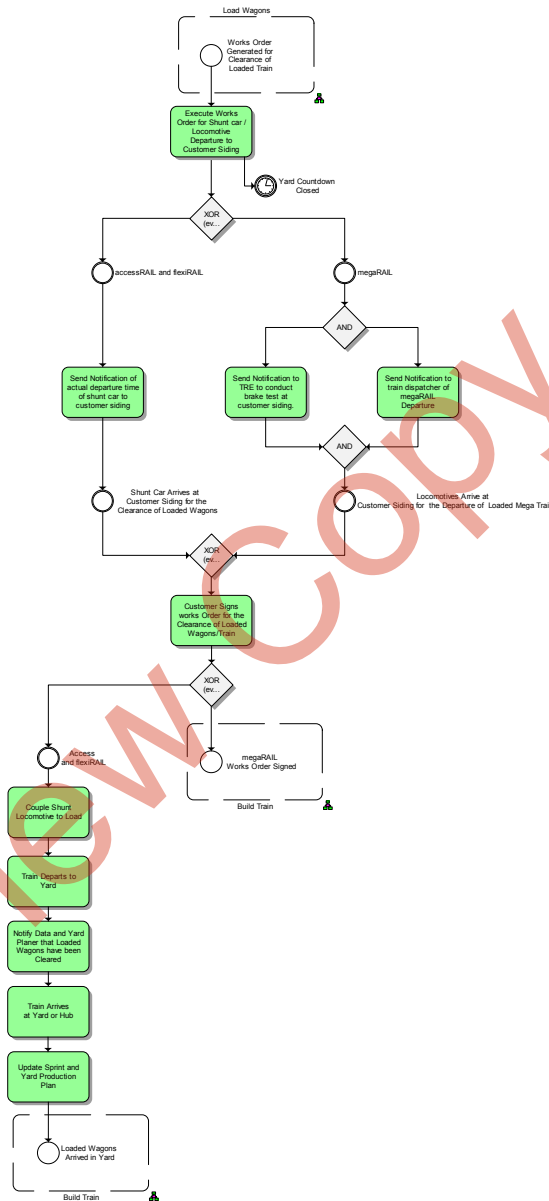 Load Wagons
Works Order
Generated for
Clearance of
Loaded Train
Execute Works
Order for Shunt car /
Locomotive
Departure to
Customer Siding
Yard Countdown
Closed
XOR
(ev...
accessRAIL and flexiRAIL
megaRAIL
AND
Send Notification of
actual departure time
of shunt car to
customer siding
Send Notification to
TRE to conduct
brake test at
customer siding.
Send Notification to
train dispatcher of
megaRAIL
Departure
AND
Shunt Car Arrives at
Customer Siding for the
Clearance of Loaded Wagons
Locomotives Arrive at
Customer Siding for the Departure of Loaded Mega Trai
XOR
(ev...
Customer Signs
works Order for the
Clearance of Loaded
Wagons/Train
XOR
(ev...
Access
and flexiRAIL
megaRAIL
Works Order Signed
Build Train
Couple Shunt
Locomotive to Load
Train Departs to
Yard
Notify Data and Yard
Planer that Loaded
Wagons have been
Cleared
Train Arrives
at Yard or Hub
Update Sprint and
Yard Production
Plan
Loaded Wagons
Arrived in Yard
Build Train
ew Copy